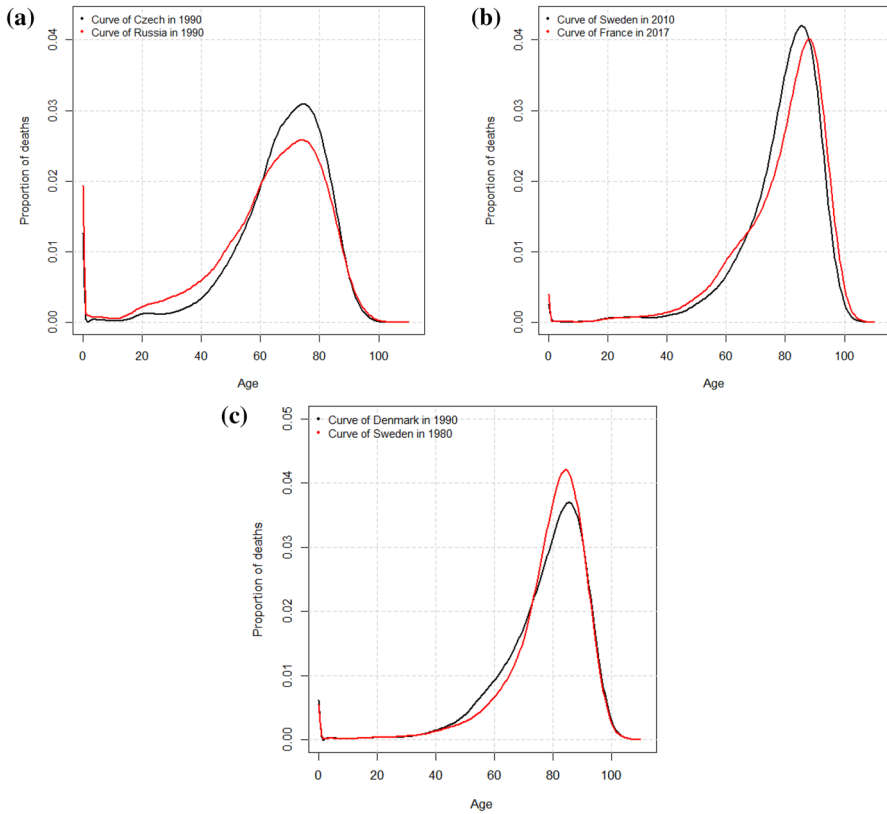 (a)
Curve of Czech in 1990
Curve of Russia in 1990
Proportion of deaths
0.04
0.03
0.02
0.01
0.00
0 20 40 60 80 100
Age
(b)
Curve of Sweden in 2010
Curve of France in 2017
Proportion of deaths
0.04
0.03
0.02
0.01
0.00
0 20 40 60 80 100
Age
(c)
Curve of Denmark in 1990
Curve of Sweden in 1980
Proportion of deaths
0.05
0.04
0.03
0.02
0.01
0.00
0 20 40 60 80 100
Age